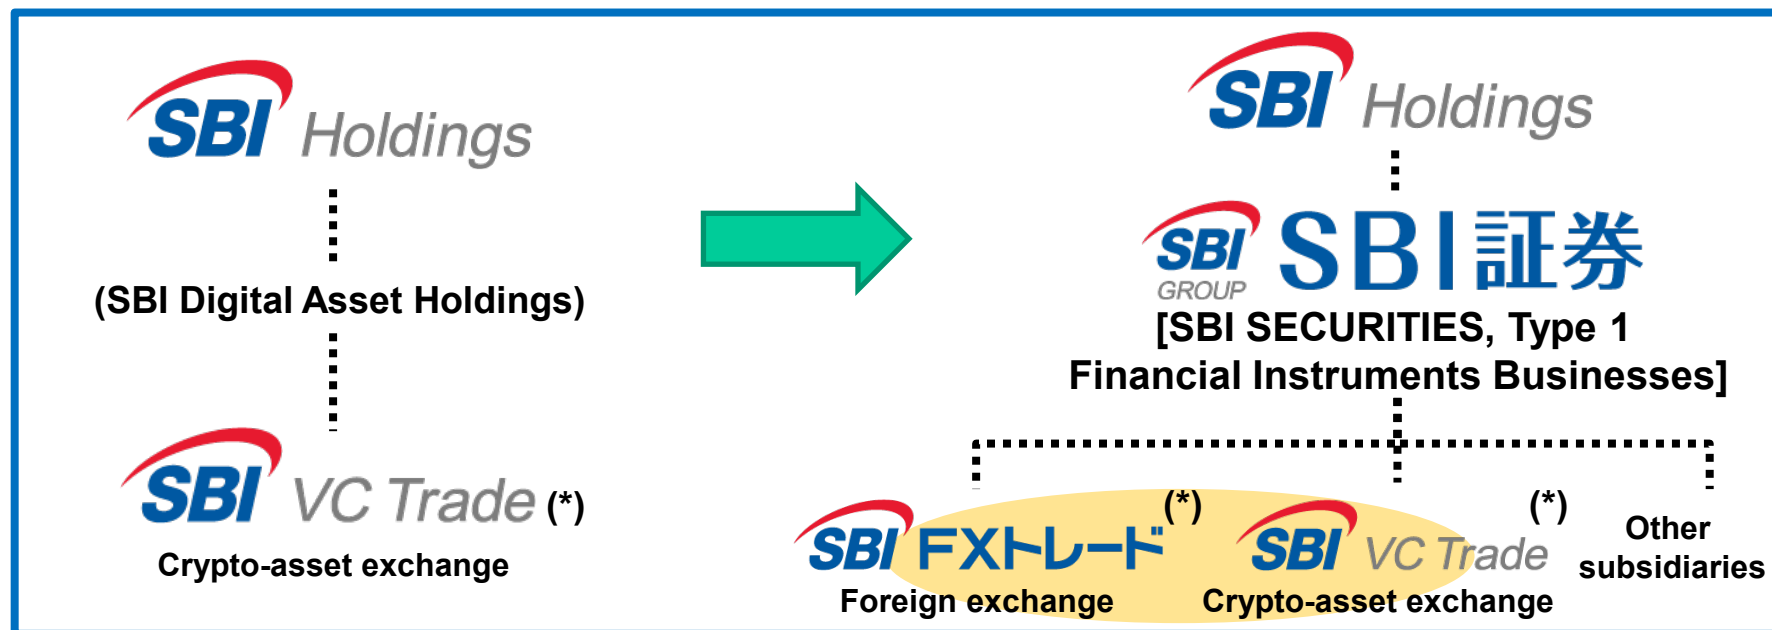 SBI Holdings
(SBI Digital Asset Holdings)
SBI VC Trade (*)
Crypto-asset exchange
SBI Holdings
SBI GROUP SBI証券
[SBI SECURITIES, Type 1
Financial Instruments Businesses]
SBI FXトレード (*)
Foreign exchange
SBI VC Trade (*)
Crypto-asset exchange
Other
subsidiaries